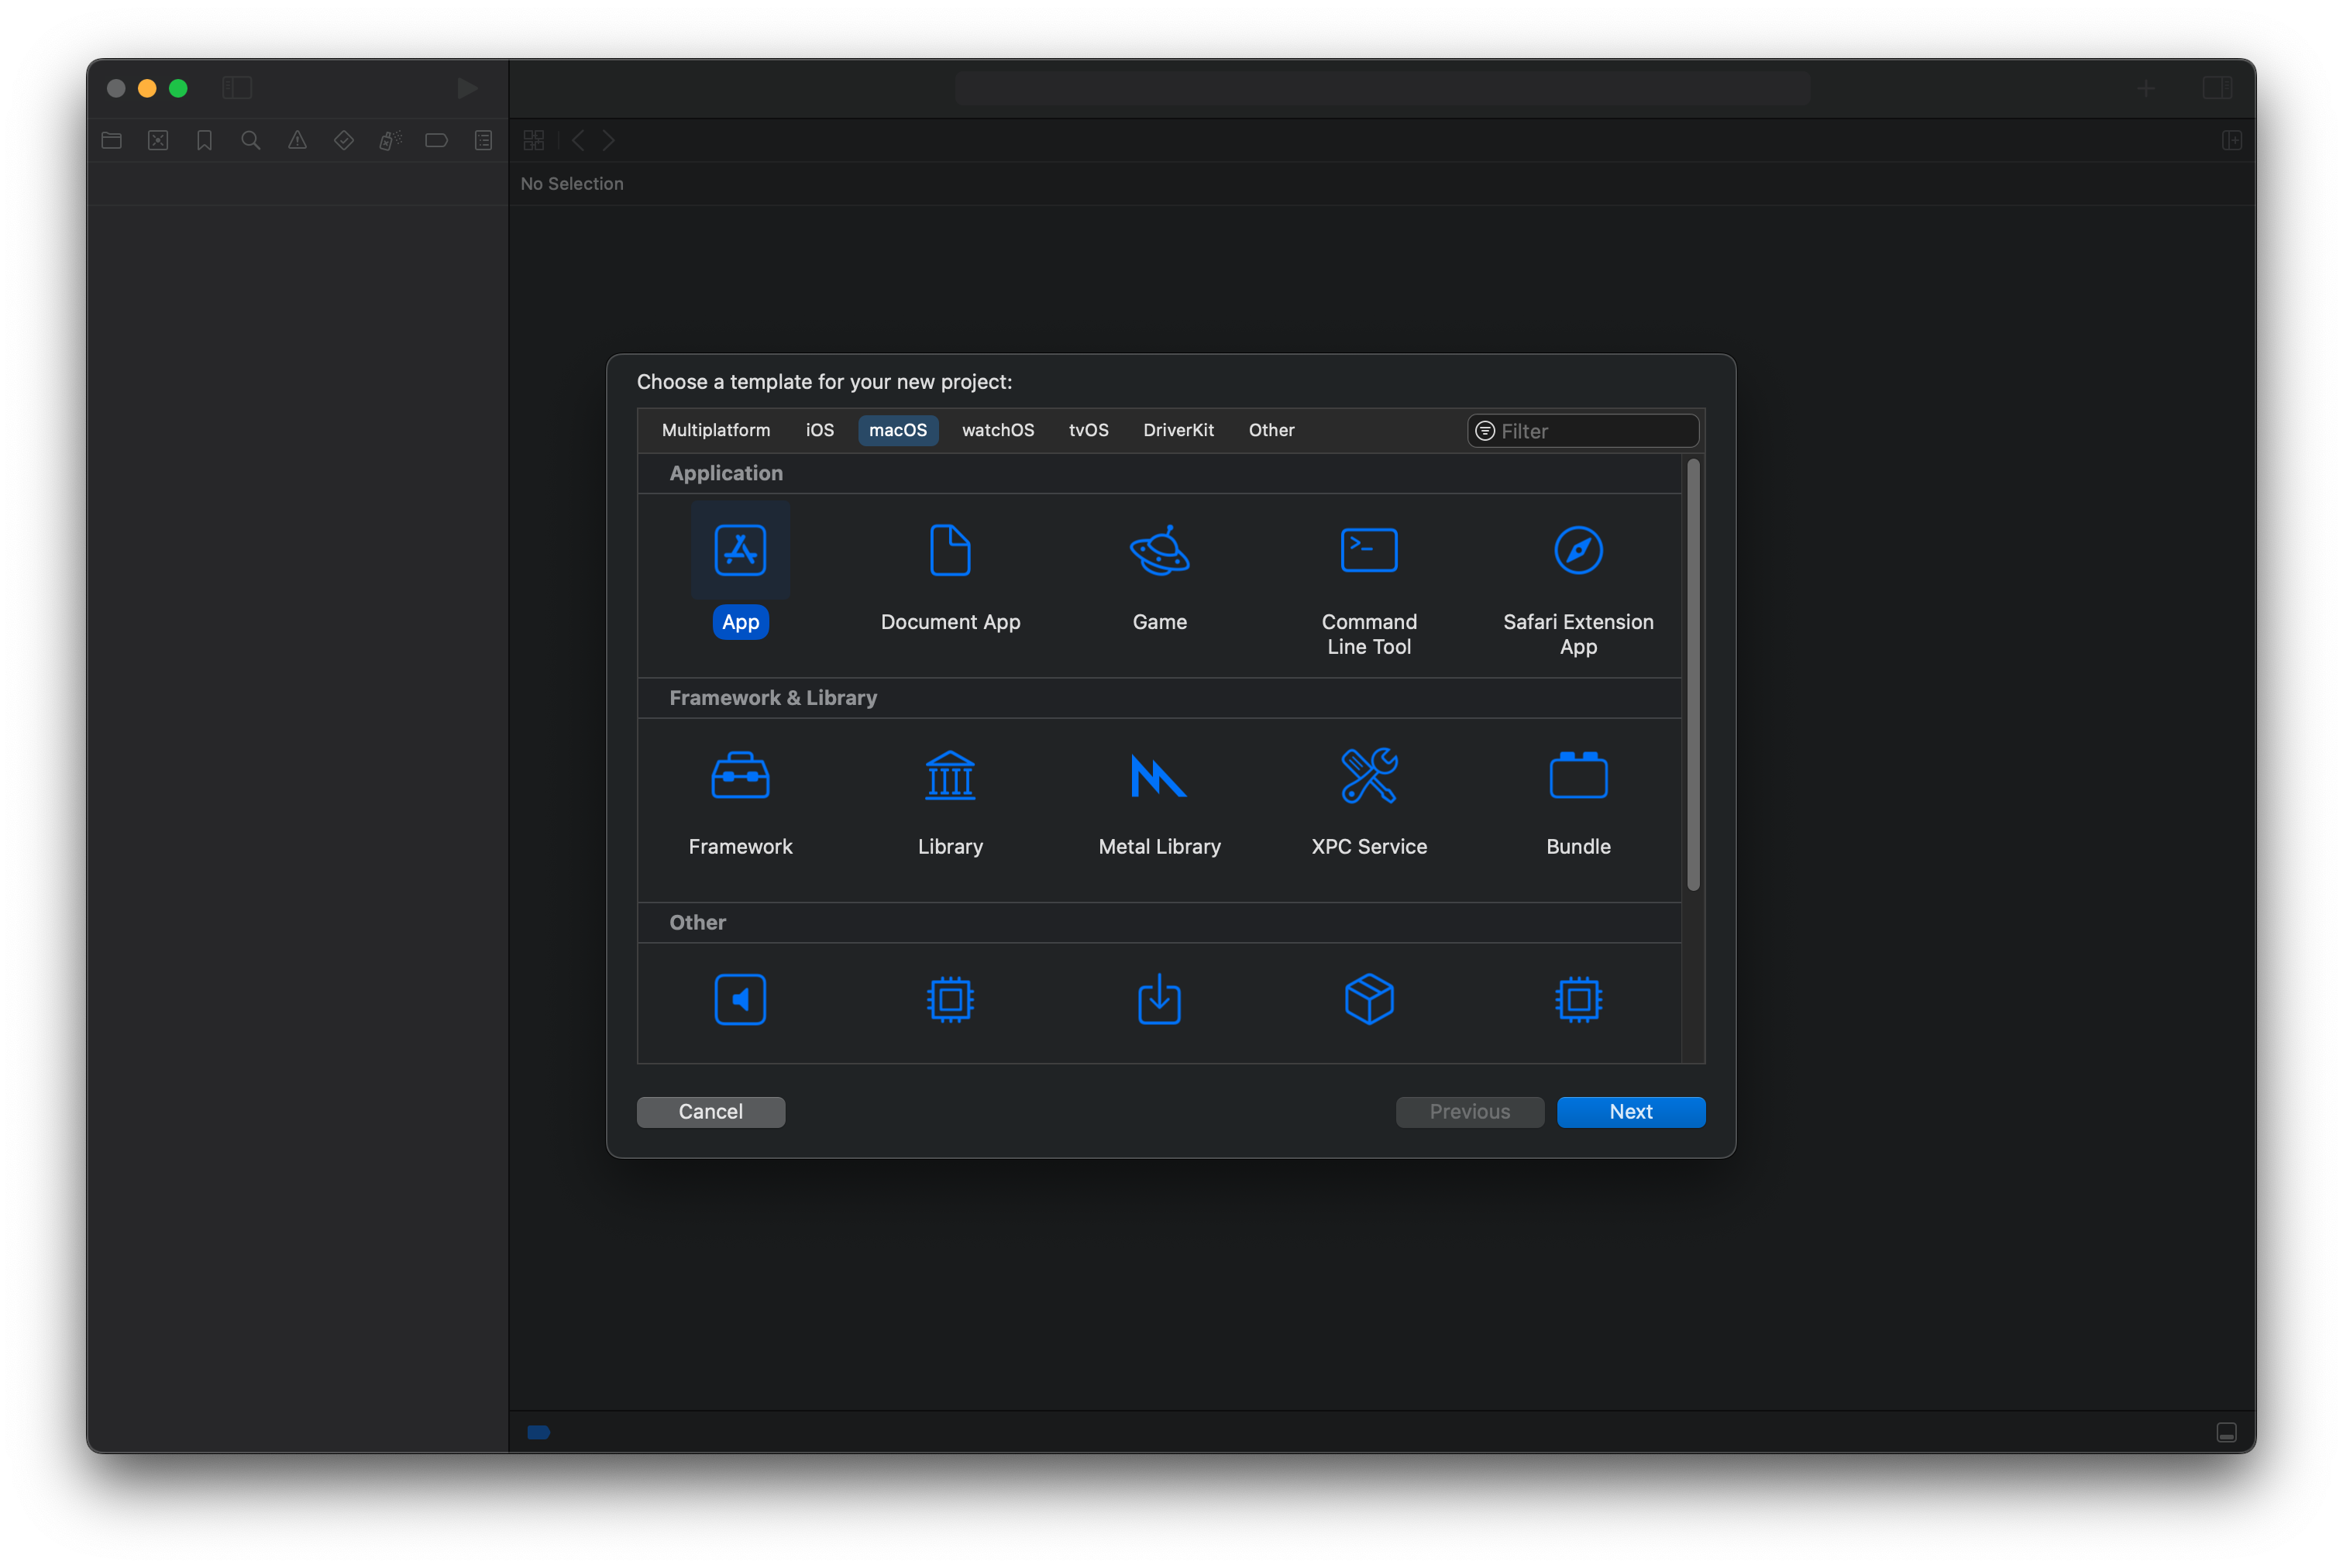 No Selection
Choose a template for your new project:
Multiplatform iOS macOS watchOS tvOS DriverKit Other Filter
Application
App Document App Game Command Line Tool Safari Extension App
Framework & Library
Framework Library Metal Library XPC Service Bundle
Other
Cancel Previous Next